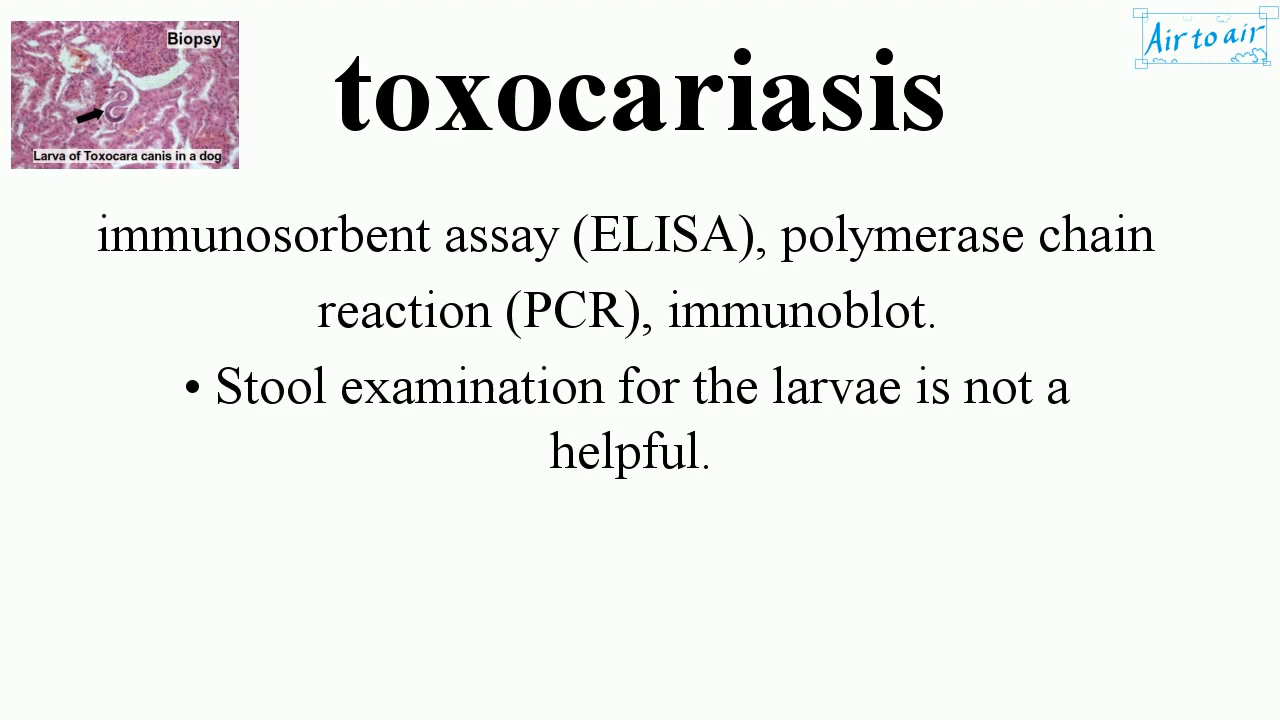 Biopsy
Larva of Toxocara canis in a dog
toxocariasis
Air to air
immunosorbent assay (ELISA), polymerase chain
reaction (PCR), immunoblot.
• Stool examination for the larvae is not a
helpful.